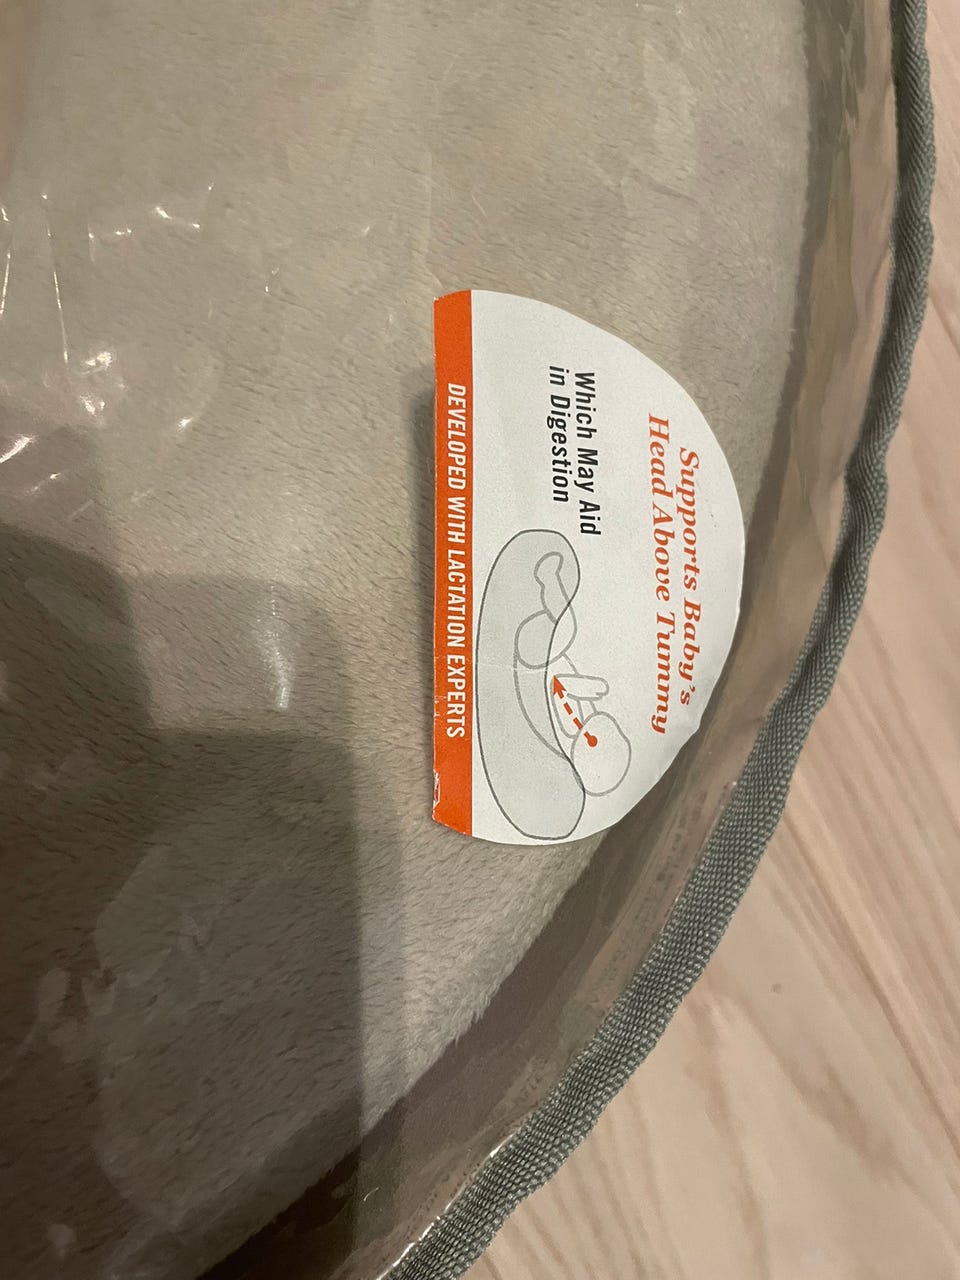 Supports Baby's
Head Above Tummy
Which May Aid
in Digestion
DEVELOPED WITH LACTATION EXPERTS